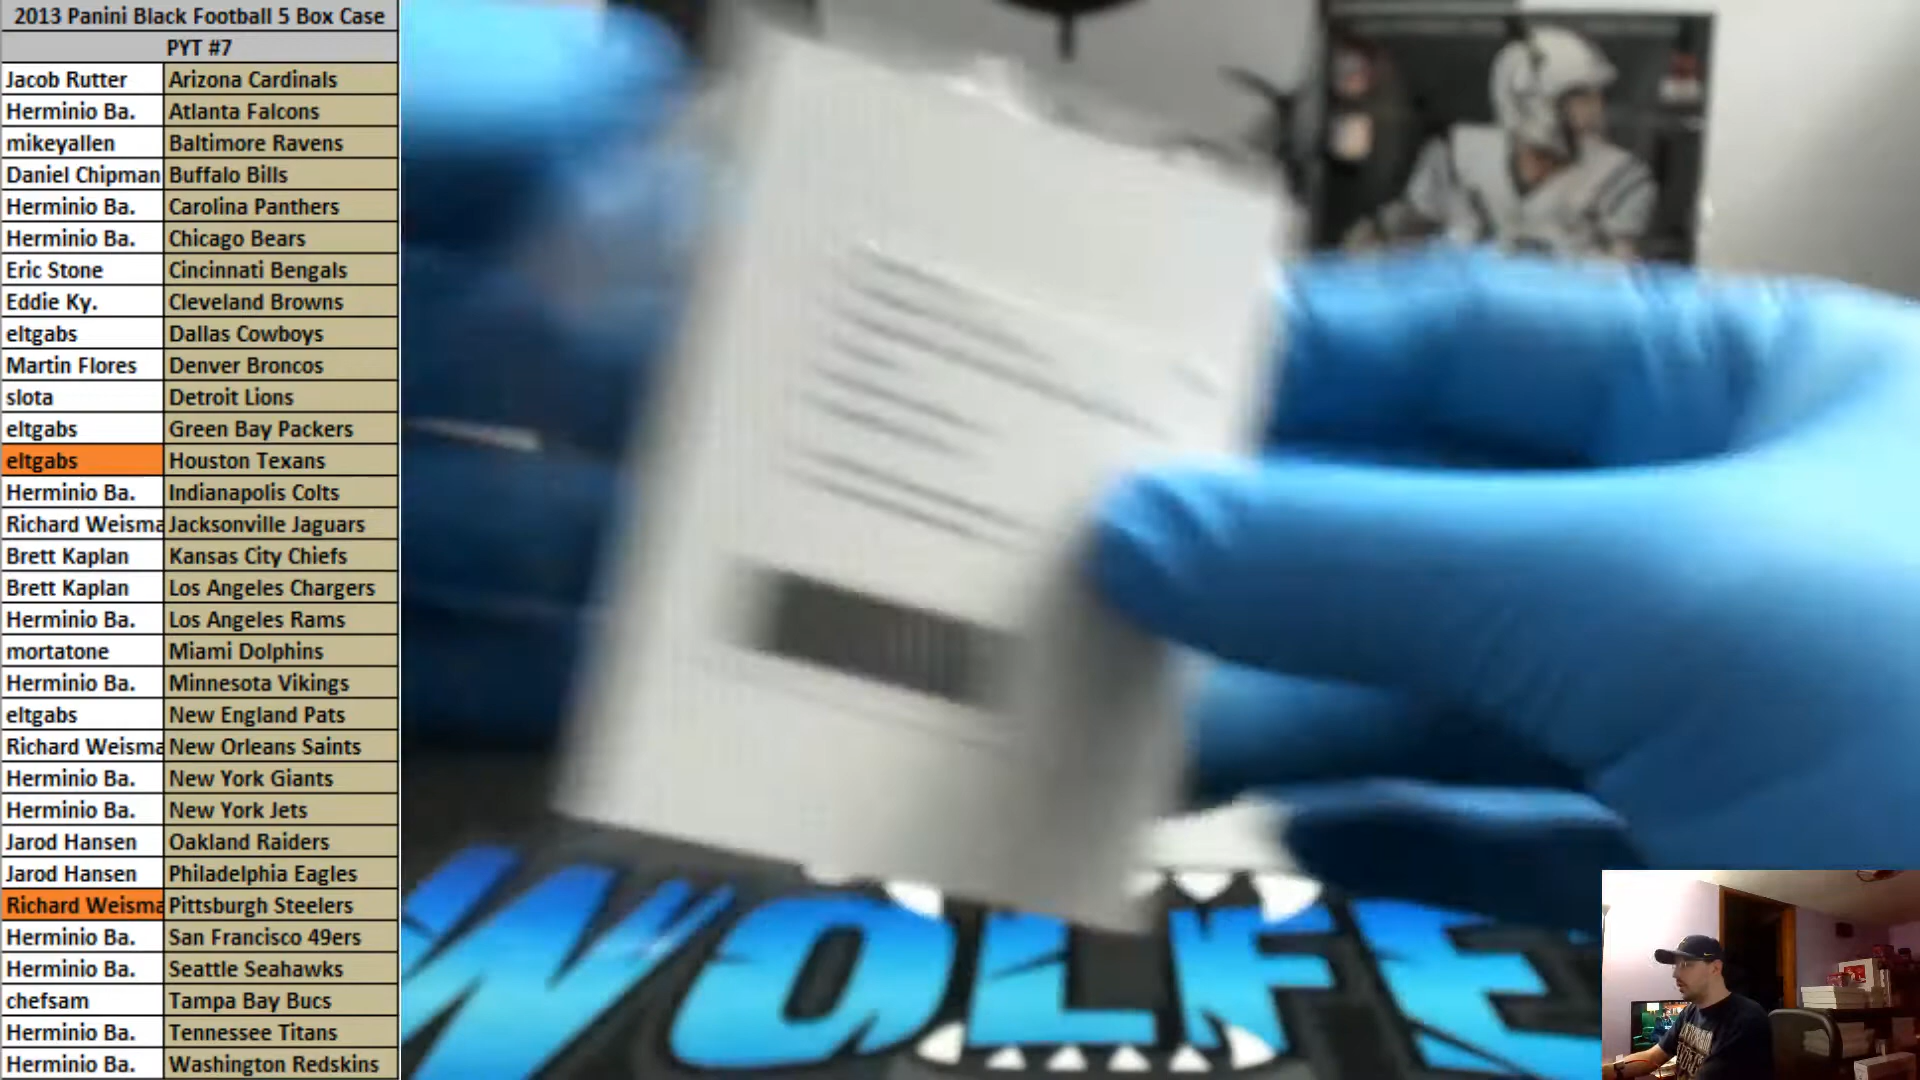 2013 Panini Black Football 5 Box Case
PYT #7
Jacob Rutter Arizona Cardinals
Herminio Ba. Atlanta Falcons
mikeyallen Baltimore Ravens
Daniel Chipman Buffalo Bills
Herminio Ba. Carolina Panthers
Herminio Ba. Chicago Bears
Eric Stone Cincinnati Bengals
Eddie Ky. Cleveland Browns
eltgabs Dallas Cowboys
Martin Flores Denver Broncos
slota Detroit Lions
eltgabs Green Bay Packers
eltgabs Houston Texans
Herminio Ba. Indianapolis Colts
Richard Weisma Jacksonville Jaguars
Brett Kaplan Kansas City Chiefs
Brett Kaplan Los Angeles Chargers
Herminio Ba. Los Angeles Rams
mortatone Miami Dolphins
Herminio Ba. Minnesota Vikings
eltgabs New England Pats
Richard Weisma New Orleans Saints
Herminio Ba. New York Giants
Herminio Ba. New York Jets
Jarod Hansen Oakland Raiders
Jarod Hansen Philadelphia Eagles
Richard Weisma Pittsburgh Steelers
Herminio Ba. San Francisco 49ers
Herminio Ba. Seattle Seahawks
chefsam Tampa Bay Bucs
Herminio Ba. Tennessee Titans
Herminio Ba. Washington Redskins
WOLFE